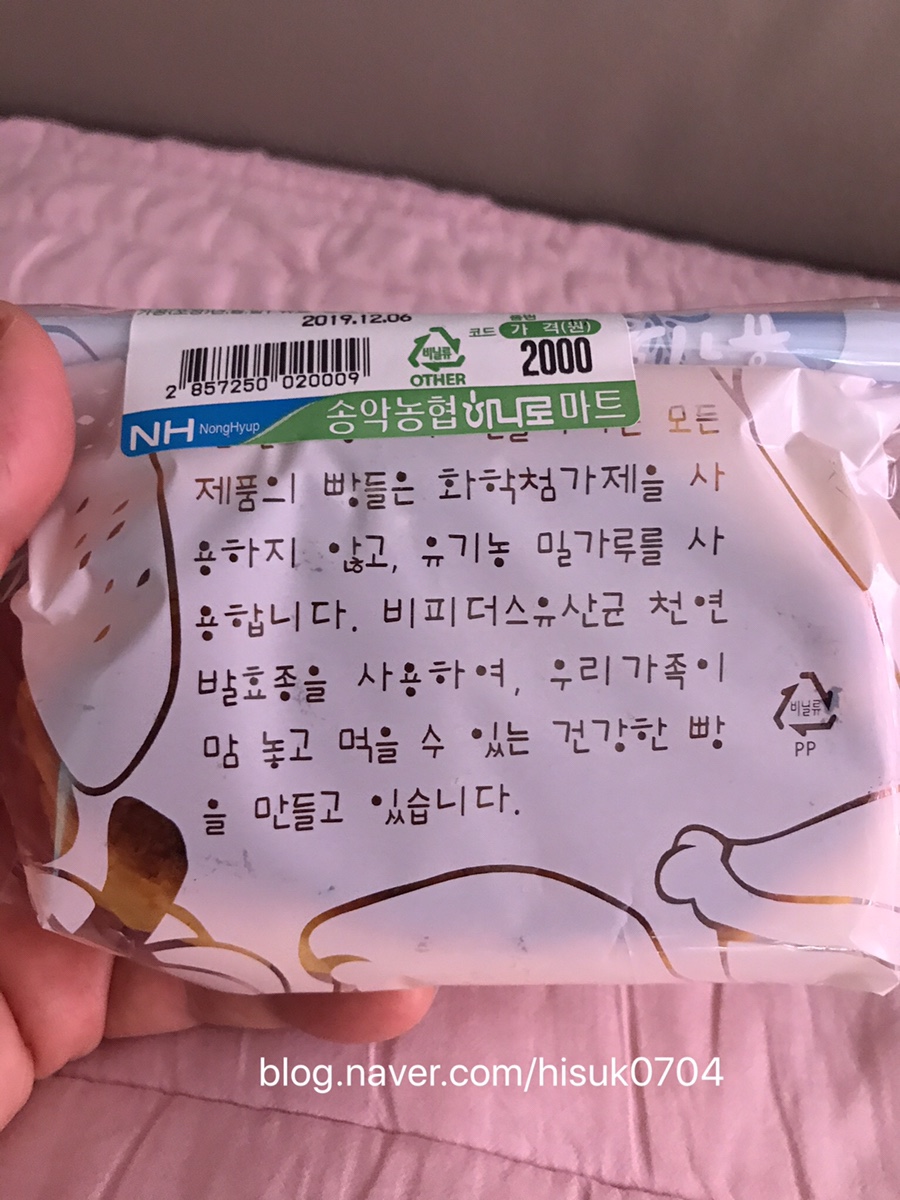 2019.12.06
코드 가 격(원)
비닐류
OTHER
2000
2 857250 020009
NH NongHyup 송악농협 하나로마트
모든
제품의 빵들은 화학첨가제을 사
용하지 않고, 유기농 밀가루를 사
용합니다. 비피더스유산균 천연
발효종을 사용하여, 우리가족이
맘 놓고 먹을 수 있는 건강한 빵
을 만들고 있습니다.
비닐류
PP
blog.naver.com/hisuk0704